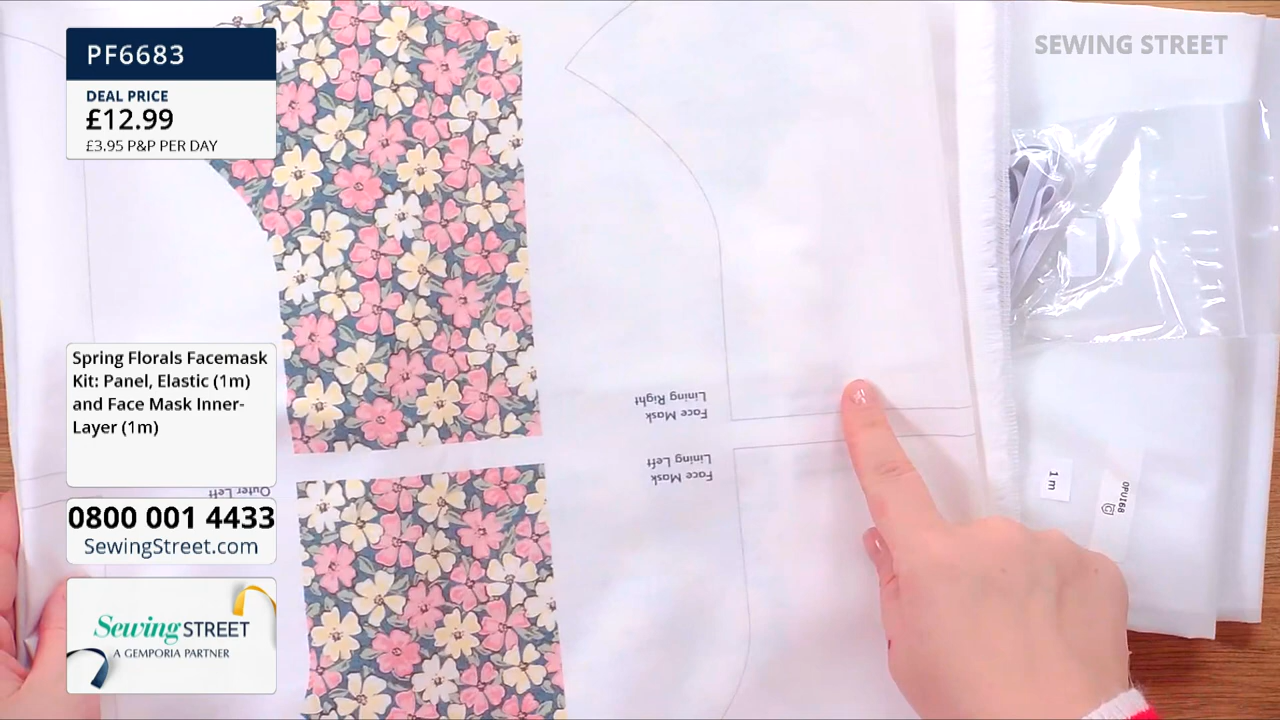 PF6683
DEAL PRICE
£12.99
£3.95 P&P PER DAY
SEWING STREET
Spring Florals Facemask
Kit: Panel, Elastic (1m)
and Face Mask Inner-
Layer (1m)
0800 001 4433
SewingStreet.com
Sewing STREET
A GEMPORIA PARTNER
Face Mask
Lining Right
Face Mask
Lining Left
Outer Left
1 m
OPU168